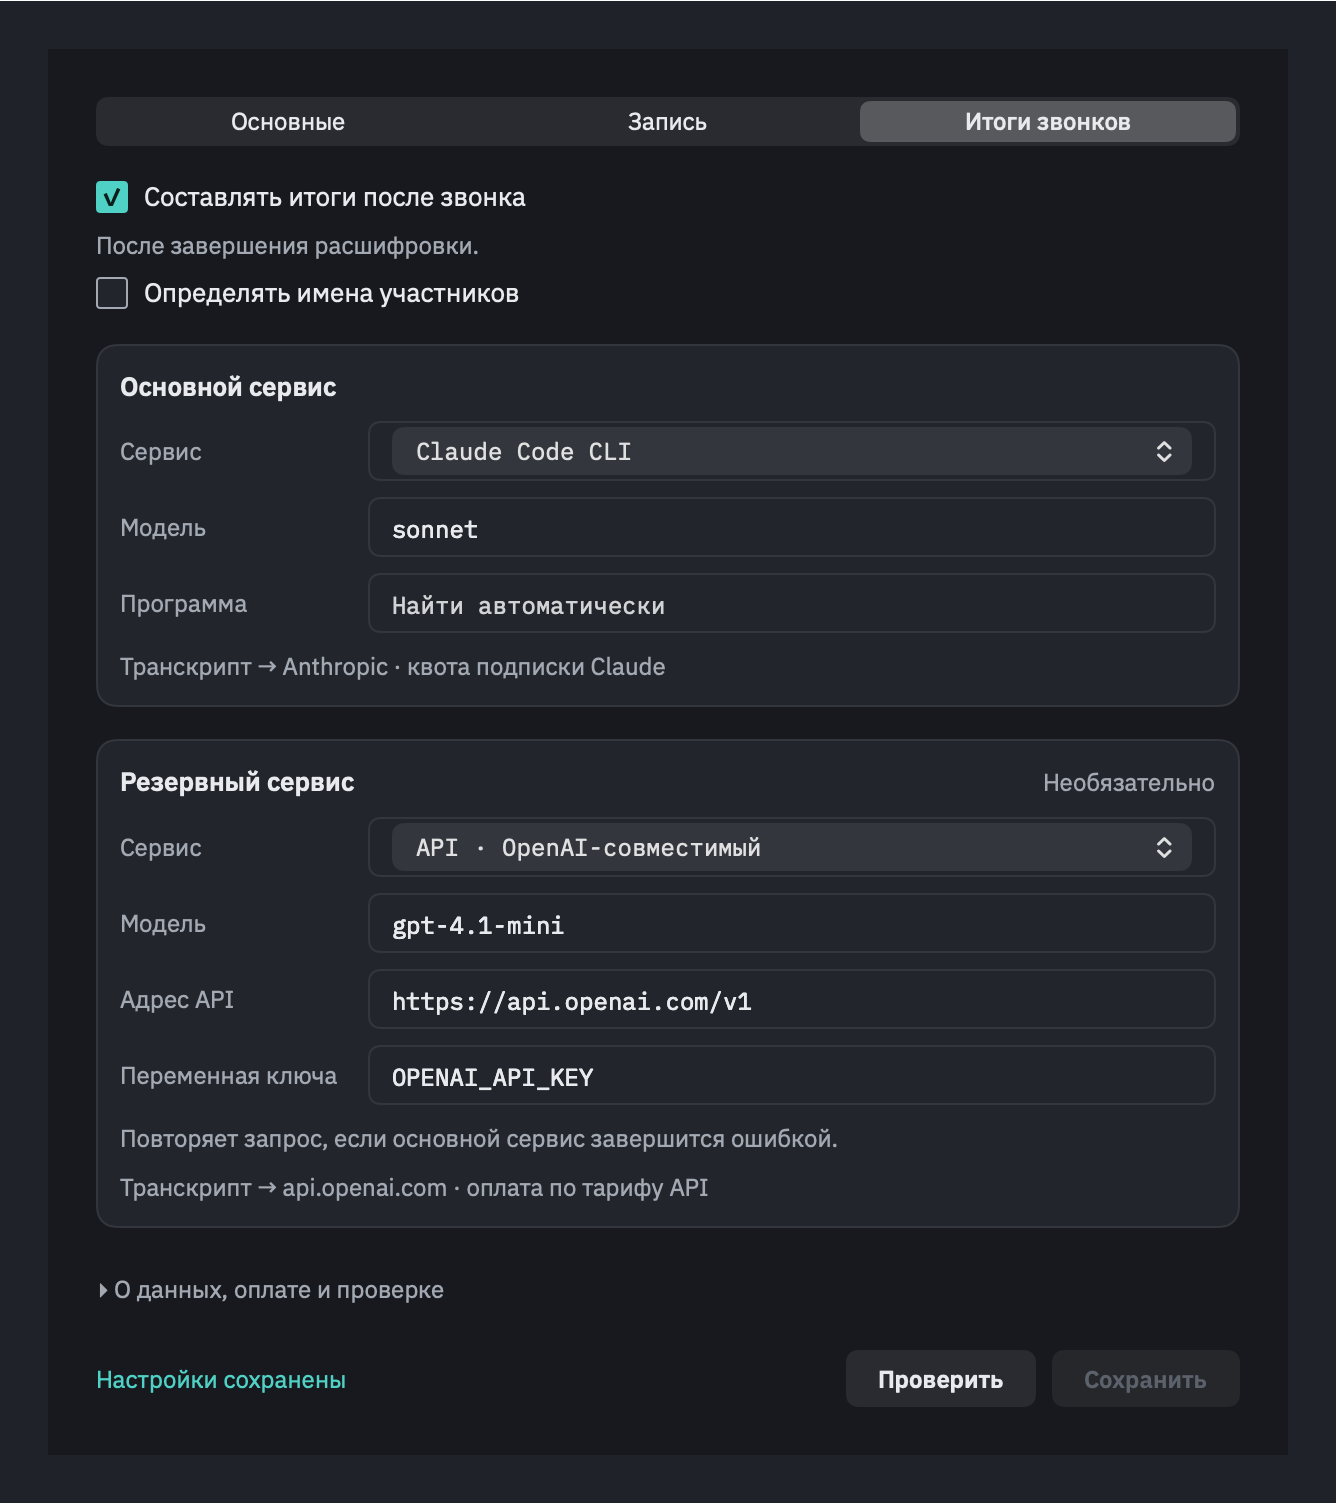 Основные
Запись
Итоги звонков
Составлять итоги после звонка
После завершения расшифровки.
Определять имена участников
Основной сервис
Сервис
Claude Code CLI
Модель
sonnet
Программа
Найти автоматически
Транскрипт → Anthropic · квота подписки Claude
Резервный сервис
Необязательно
Сервис
API · OpenAI-совместимый
Модель
gpt-4.1-mini
Адрес API
https://api.openai.com/v1
Переменная ключа
OPENAI_API_KEY
Повторяет запрос, если основной сервис завершится ошибкой.
Транскрипт → api.openai.com · оплата по тарифу API
О данных, оплате и проверке
Настройки сохранены
Проверить
Сохранить